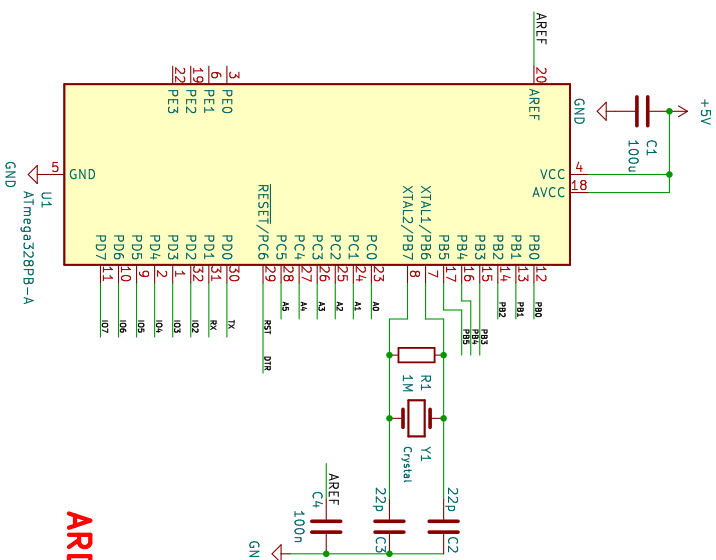 AREF
20
AREF
GND
+5V
C1
100u
4
VCC
18
AVCC
3
PE0
6
PE1
19
PE2
22
PE3
5
GND
GND
U1
ATmega328PB-A
RESET/PC6
XTAL2/PB7
XTAL1/PB6
PD7
PD6
PD5
PD4
PD3
PD2
PD1
PD0
PC5
PC4
PC3
PC2
PC1
PC0
PB5
PB4
PB3
PB2
PB1
PB0
11
10
9
2
1
32
31
30
29
28
27
26
25
24
23
8
7
17
16
15
14
13
12
IO7
IO6
IO5
IO4
IO3
IO2
RX
TX
RST
DTR
A5
A4
A3
A2
A1
A0
PB5
PB4
PB3
PB2
PB1
PB0
R1
1M
Y1
Crystal
AREF
C4
100n
22p
C3
22p
C2
GN
ARD